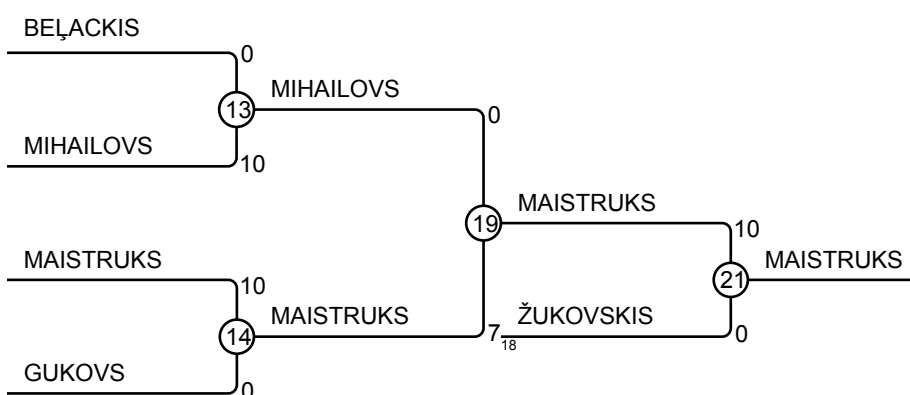 BEĻACKIS
0
13
MIHAILOVS
MIHAILOVS
10
0
19
MAISTRUKS
MAISTRUKS
10
14
MAISTRUKS
7
18
ŽUKOVSKIS
10
21
MAISTRUKS
0
GUKOVS
0